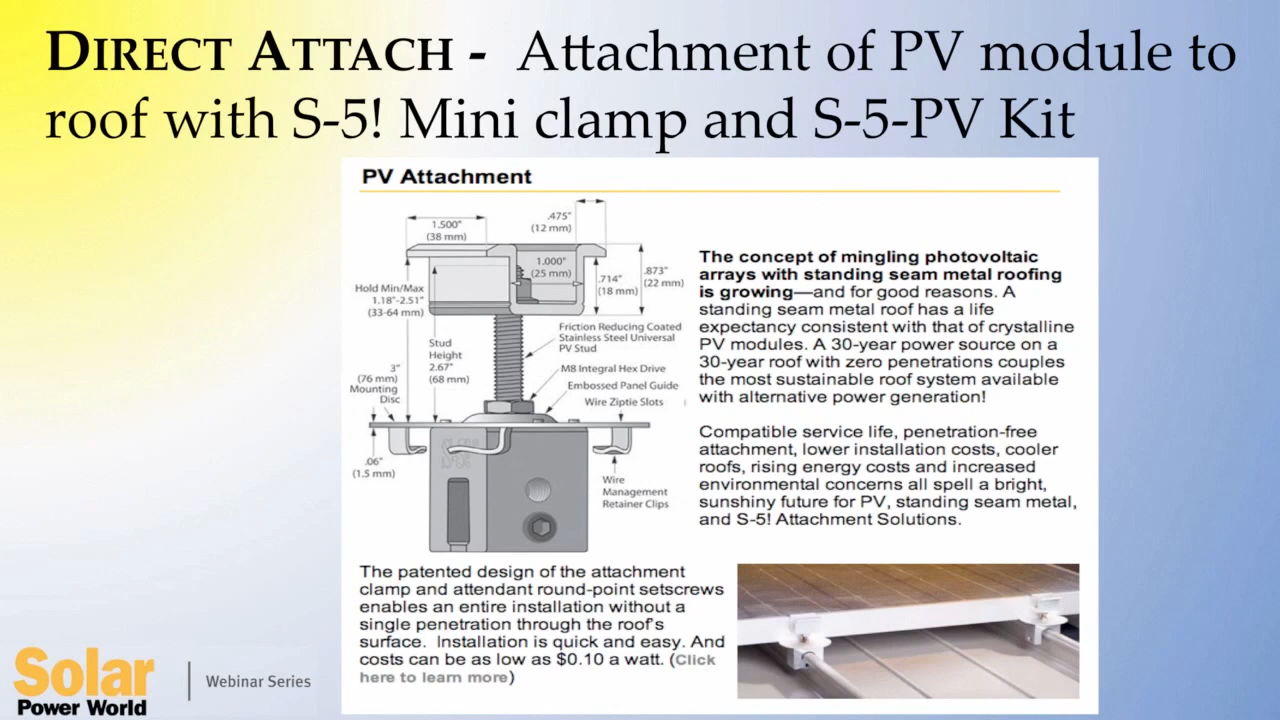 DIRECT ATTACH - Attachment of PV module to
roof with S-5! Mini clamp and S-5-PV Kit
PV Attachment
1.500"
(38 mm)
.475"
(12 mm)
1.000"
(25 mm)
.714"
(18 mm)
.873"
(22 mm)
Hold Min/Max
1.18"-2.51"
(33-64 mm)
Stud
Height
2.67"
(68 mm)
3"
(76 mm)
Mounting
Disc
.06"
(1.5 mm)
Friction Reducing Coated
Stainless Steel Universal
PV Stud
M8 Integral Hex Drive
Embossed Panel Guide
Wire Ziptie Slots
Wire
Management
Retainer Clips
The concept of mingling photovoltaic
arrays with standing seam metal roofing
is growing—and for good reasons. A
standing seam metal roof has a life
expectancy consistent with that of crystalline
PV modules. A 30-year power source on a
30-year roof with zero penetrations couples
the most sustainable roof system available
with alternative power generation!
Compatible service life, penetration-free
attachment, lower installation costs, cooler
roofs, rising energy costs and increased
environmental concerns all spell a bright,
sunshiny future for PV, standing seam metal,
and S-5! Attachment Solutions.
The patented design of the attachment
clamp and attendant round-point setscrews
enables an entire installation without a
single penetration through the roof's
surface. Installation is quick and easy. And
costs can be as low as $0.10 a watt. (Click
here to learn more)
Solar
Power World
Webinar Series